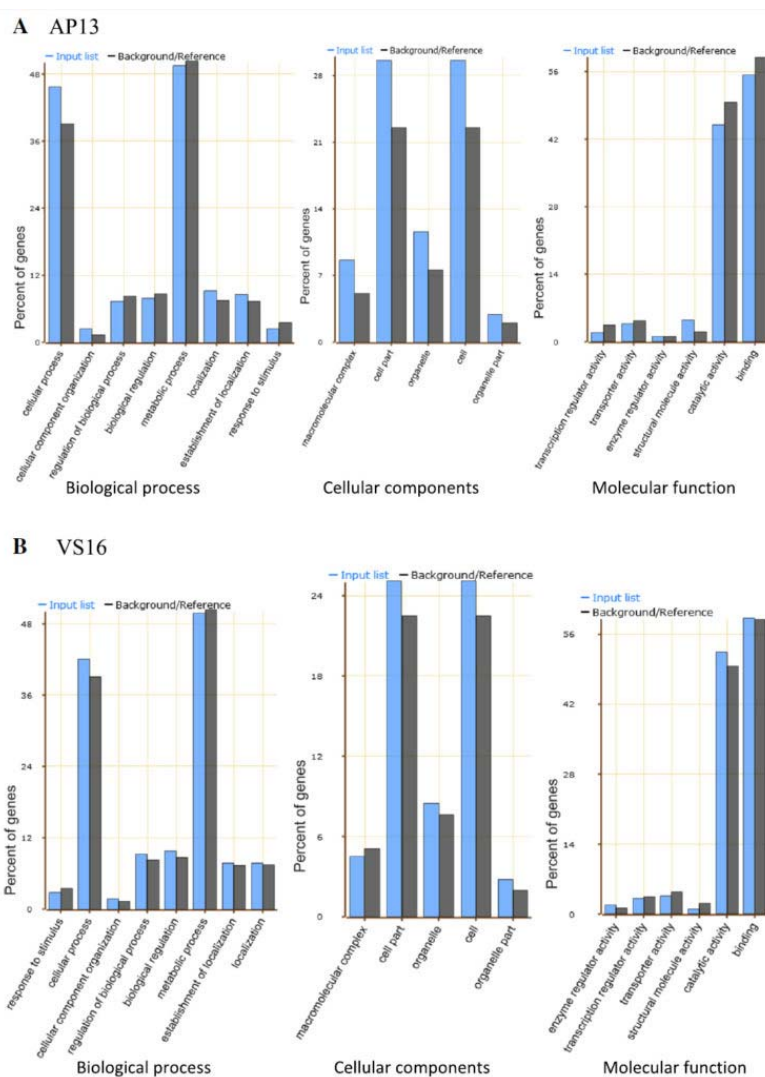 A AP13
Input list Background/Reference
Percent of genes
48
36
24
12
0
cellular process
cellular component organization
regulation of biological process
biological regulation
metabolic process
localization
establishment of localization
response to stimulus
Biological process
Input list Background/Reference
Percent of genes
28
21
14
7
0
macromolecular complex
cell part
organelle
cell
organelle part
Cellular components
Input list Background/Reference
Percent of genes
56
42
28
14
0
transcription regulator activity
transporter activity
enzyme regulator activity
structural molecule activity
catalytic activity
binding
Molecular function
B VS16
Input list Background/Reference
Percent of genes
48
36
24
12
0
response to stimulus
cellular process
cellular component organization
regulation of biological process
biological regulation
metabolic process
establishment of localization
localization
Biological process
Input list Background/Reference
Percent of genes
24
18
12
6
0
macromolecular complex
cell part
organelle
cell
organelle part
Cellular components
Input list
Background/Reference
Percent of genes
56
42
28
14
0
enzyme regulator activity
transcription regulator activity
transporter activity
structural molecule activity
catalytic activity
binding
Molecular function